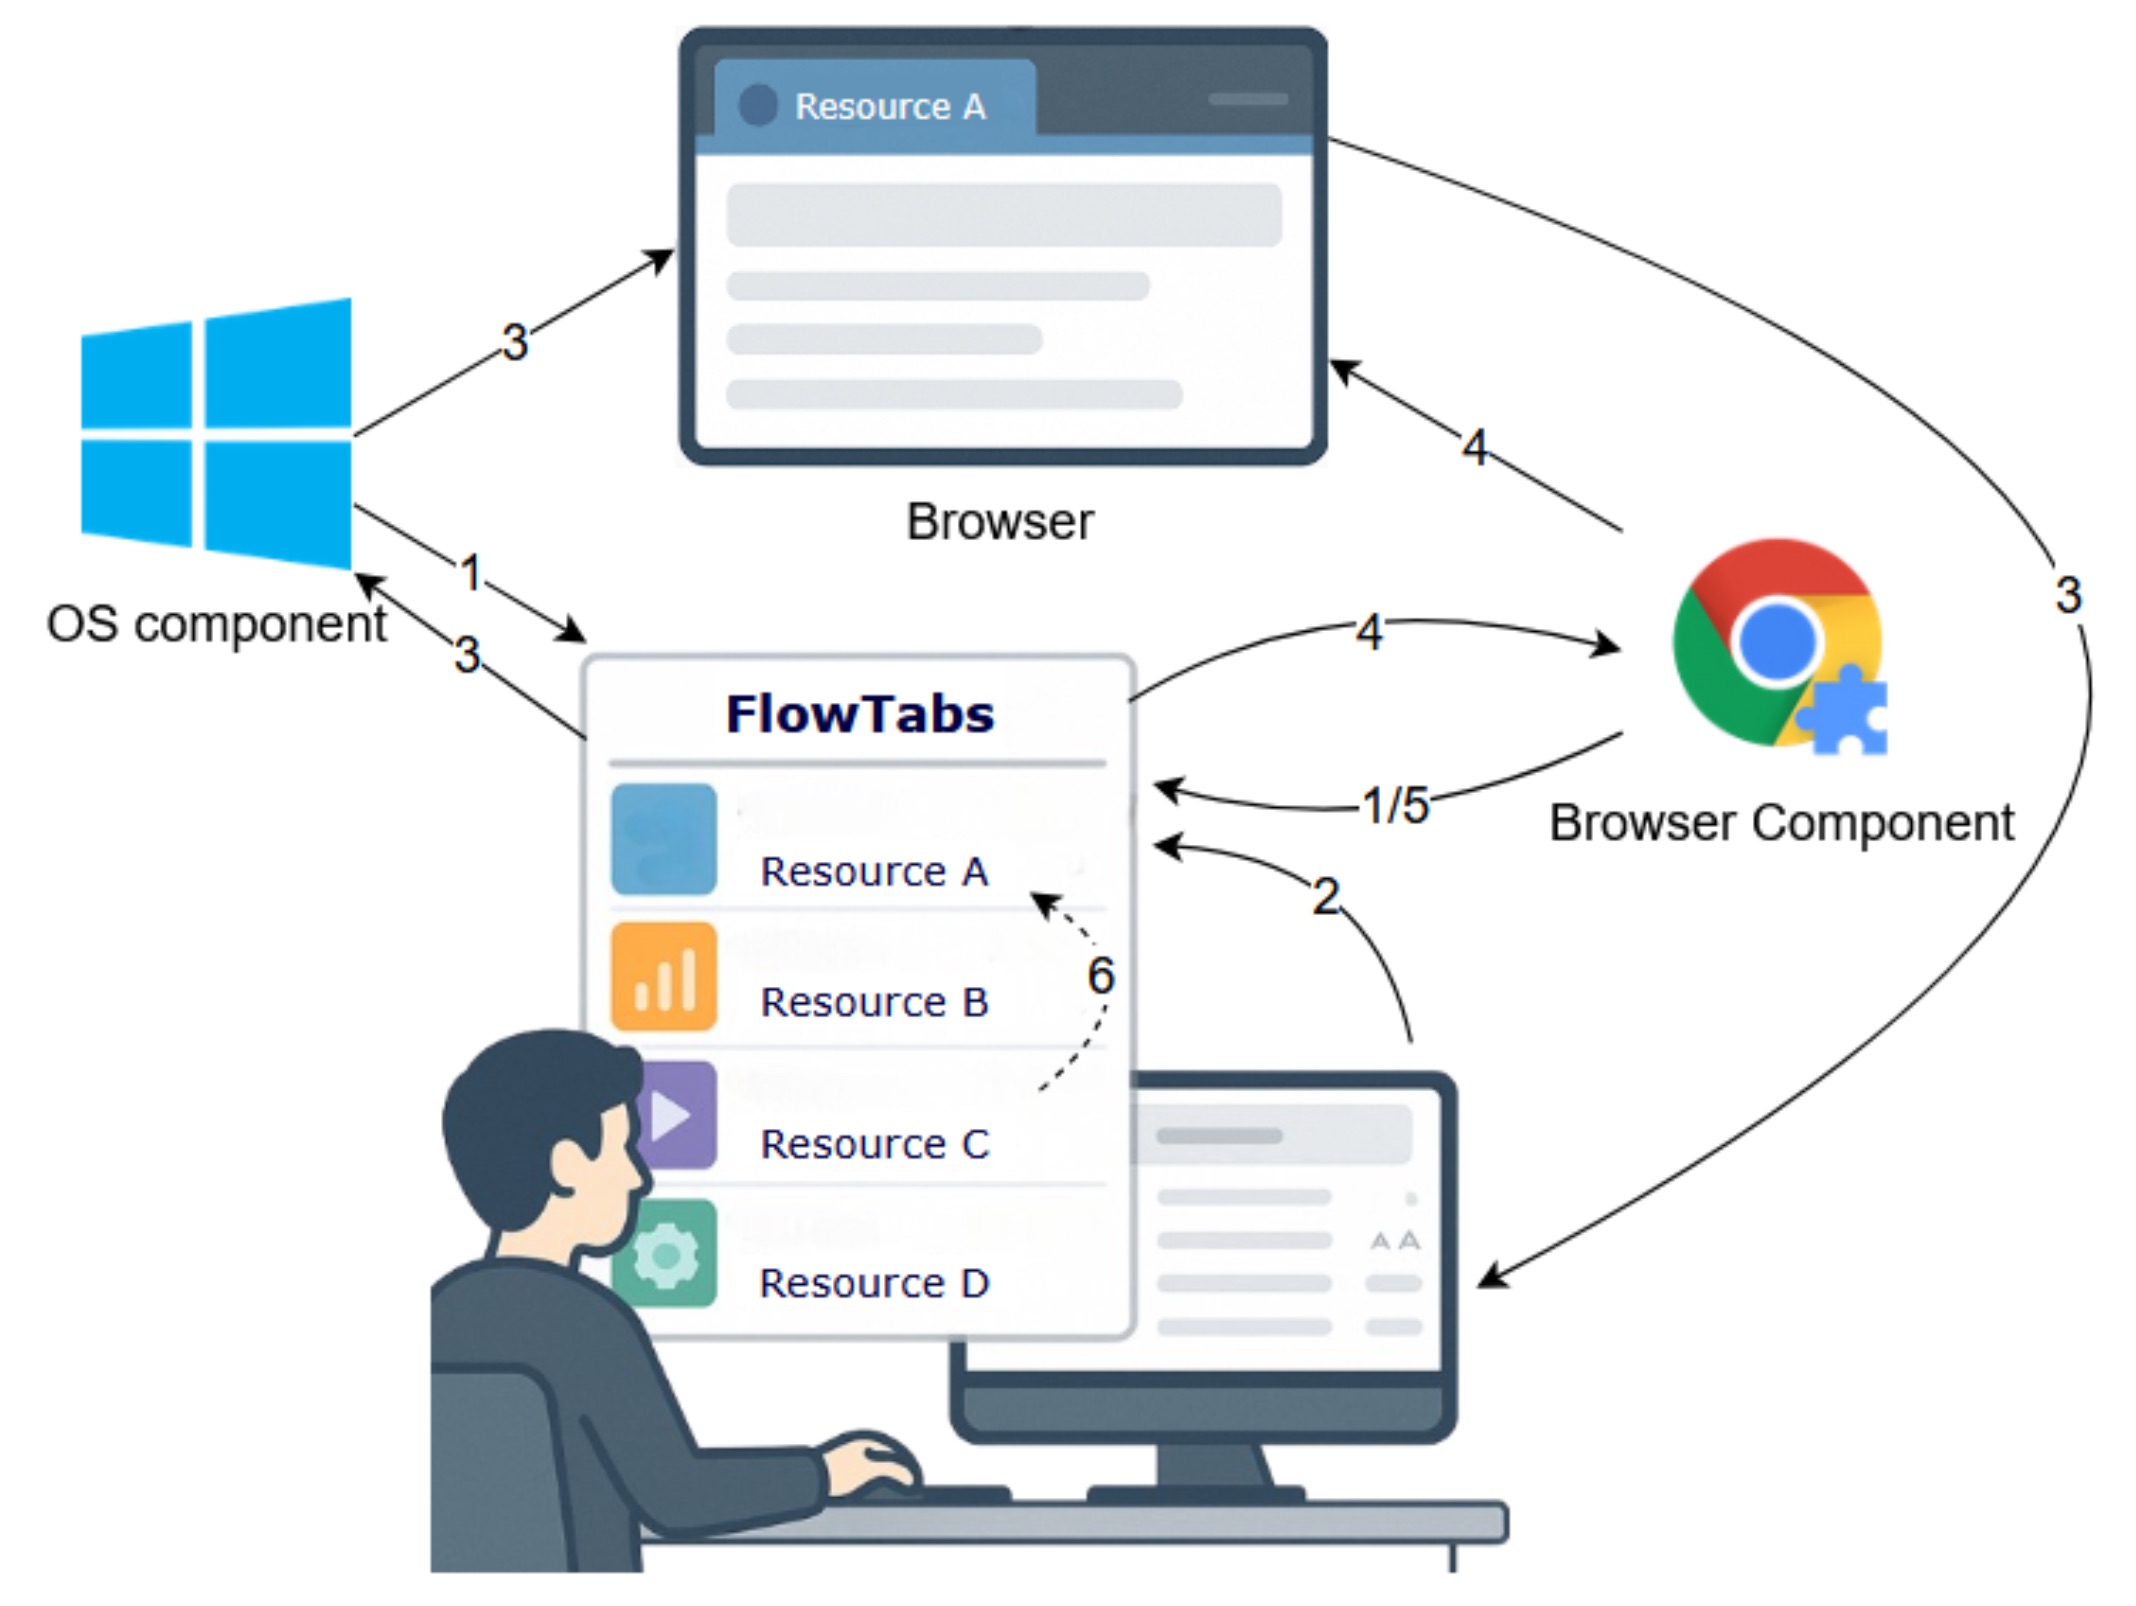 Resource A
3
4
Browser
1
OS component
3
3
4
FlowTabs
1/5
Browser Component
Resource A
2
6
Resource B
Resource C
A A
Resource D